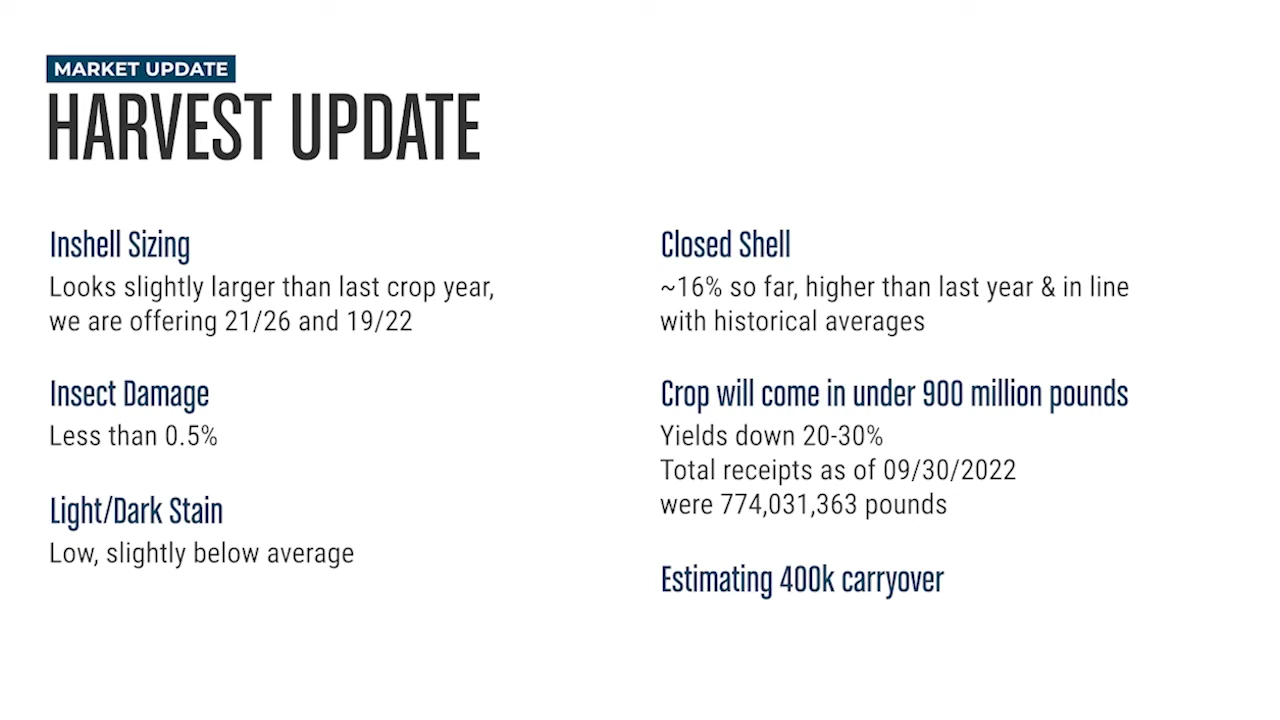 MARKET UPDATE
HARVEST UPDATE
Inshell Sizing
Looks slightly larger than last crop year,
we are offering 21/26 and 19/22
Insect Damage
Less than 0.5%
Light/Dark Stain
Low, slightly below average
Closed Shell
~16% so far, higher than last year & in line
with historical averages
Crop will come in under 900 million pounds
Yields down 20-30%
Total receipts as of 09/30/2022
were 774,031,363 pounds
Estimating 400k carryover